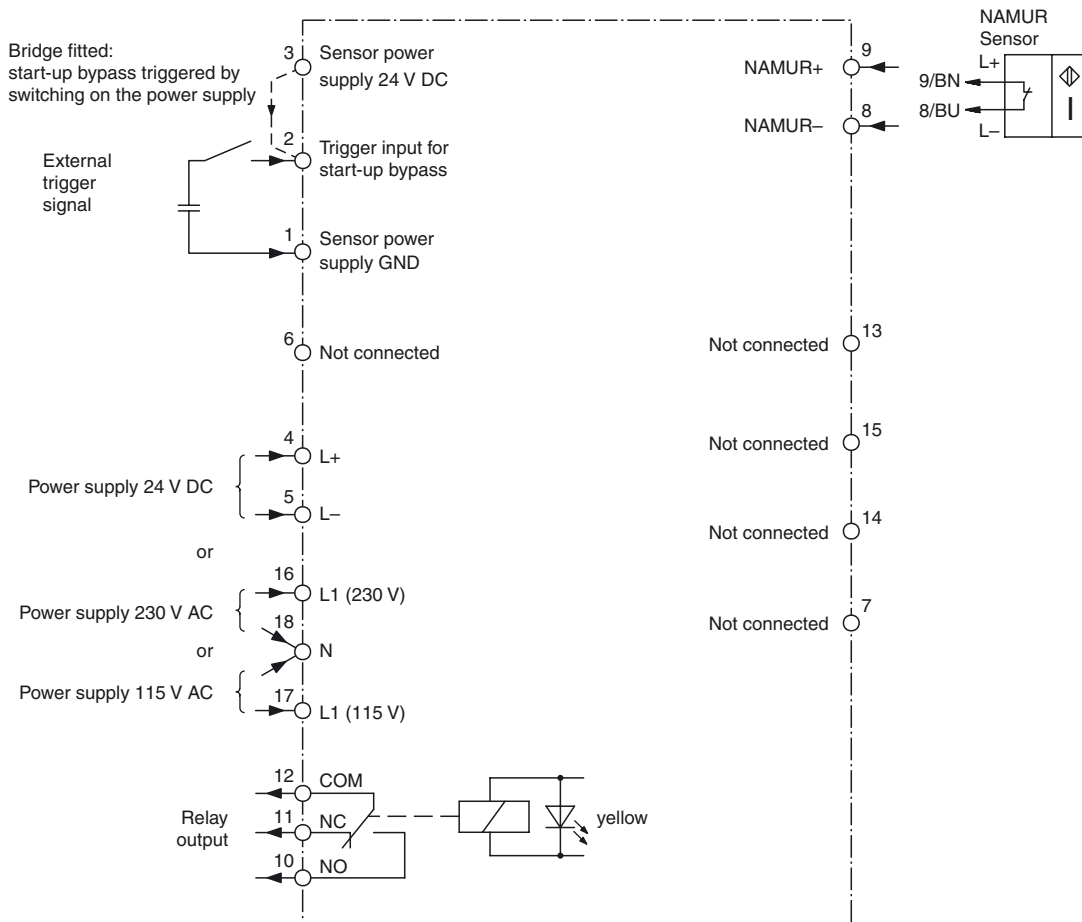 Bridge fitted:
start-up bypass triggered by
switching on the power supply
3
Sensor power
supply 24 V DC
2
Trigger input for
start-up bypass
External
trigger
signal
1
Sensor power
supply GND
6
Not connected
4
L+
Power supply 24 V DC
5
L–
or
16
L1 (230 V)
Power supply 230 V AC
18
or
N
Power supply 115 V AC
17
L1 (115 V)
12
COM
Relay
output
11
NC
10
NO
yellow
NAMUR+
9
NAMUR–
8
NAMUR
Sensor
L+
9/BN
8/BU
L–
I
Not connected
13
Not connected
15
Not connected
14
Not connected
7